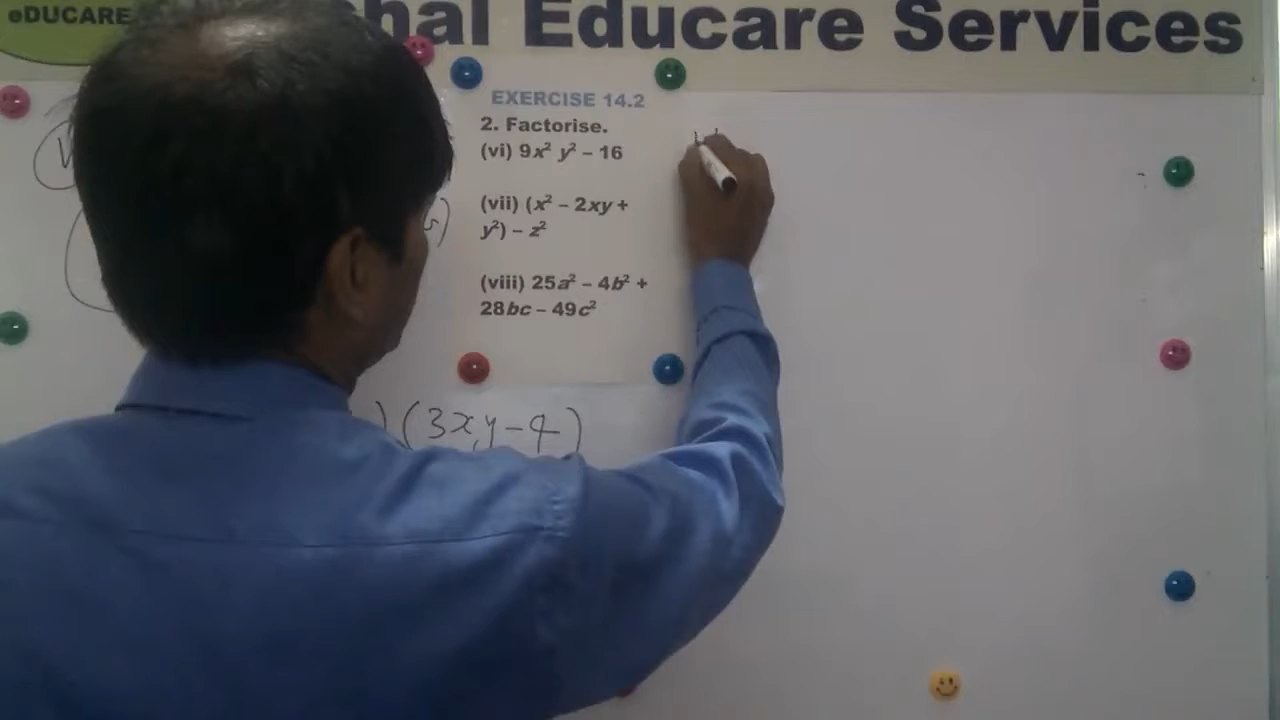 eDUCARE hal Educare Services
EXERCISE 14.2
2. Factorise.
(vi) 9x² y² – 16
(vii) (x² – 2xy +
y²) – z²
(viii) 25a² – 4b² +
28bc – 49c²
) (3xy-4)